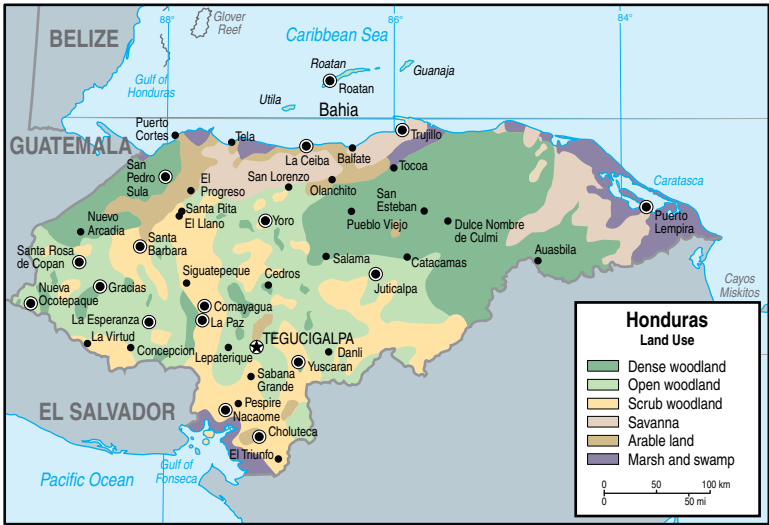 88°
86°
84°
Glover
Reef
BELIZE
Caribbean Sea
Roatan
Roatan
Guanaja
Gulf of
Honduras
Utila
Bahia
Puerto
Cortes
Tela
Trujillo
GUATEMALA
La Ceiba
Balfate
Tocoa
San
Pedro
Sula
El
Progreso
San Lorenzo
Olanchito
Caratasca
San
Esteban
Santa Rita
El Llano
Yoro
Pueblo Viejo
Dulce Nombre
de Culmi
Puerto
Lempira
Nuevo
Arcadia
Santa
Barbara
Santa Rosa
de Copan
Salama
Catacamas
Auasbila
Siguatepeque
Cedros
Juticalpa
Cayos
Miskitos
Nueva
Ocotepaque
Gracias
Comayagua
La Esperanza
La Paz
TEGUCIGALPA
La Virtud
Concepcion
Lepaterique
Danli
Yuscaran
Sabana
Grande
Pespire
EL SALVADOR
Nacaome
Choluteca
El Triunfo
Gulf of
Fonseca
Pacific Ocean
Honduras
Land Use
Dense woodland
Open woodland
Scrub woodland
Savanna
Arable land
Marsh and swamp
0 50 100 km
0 50 mi